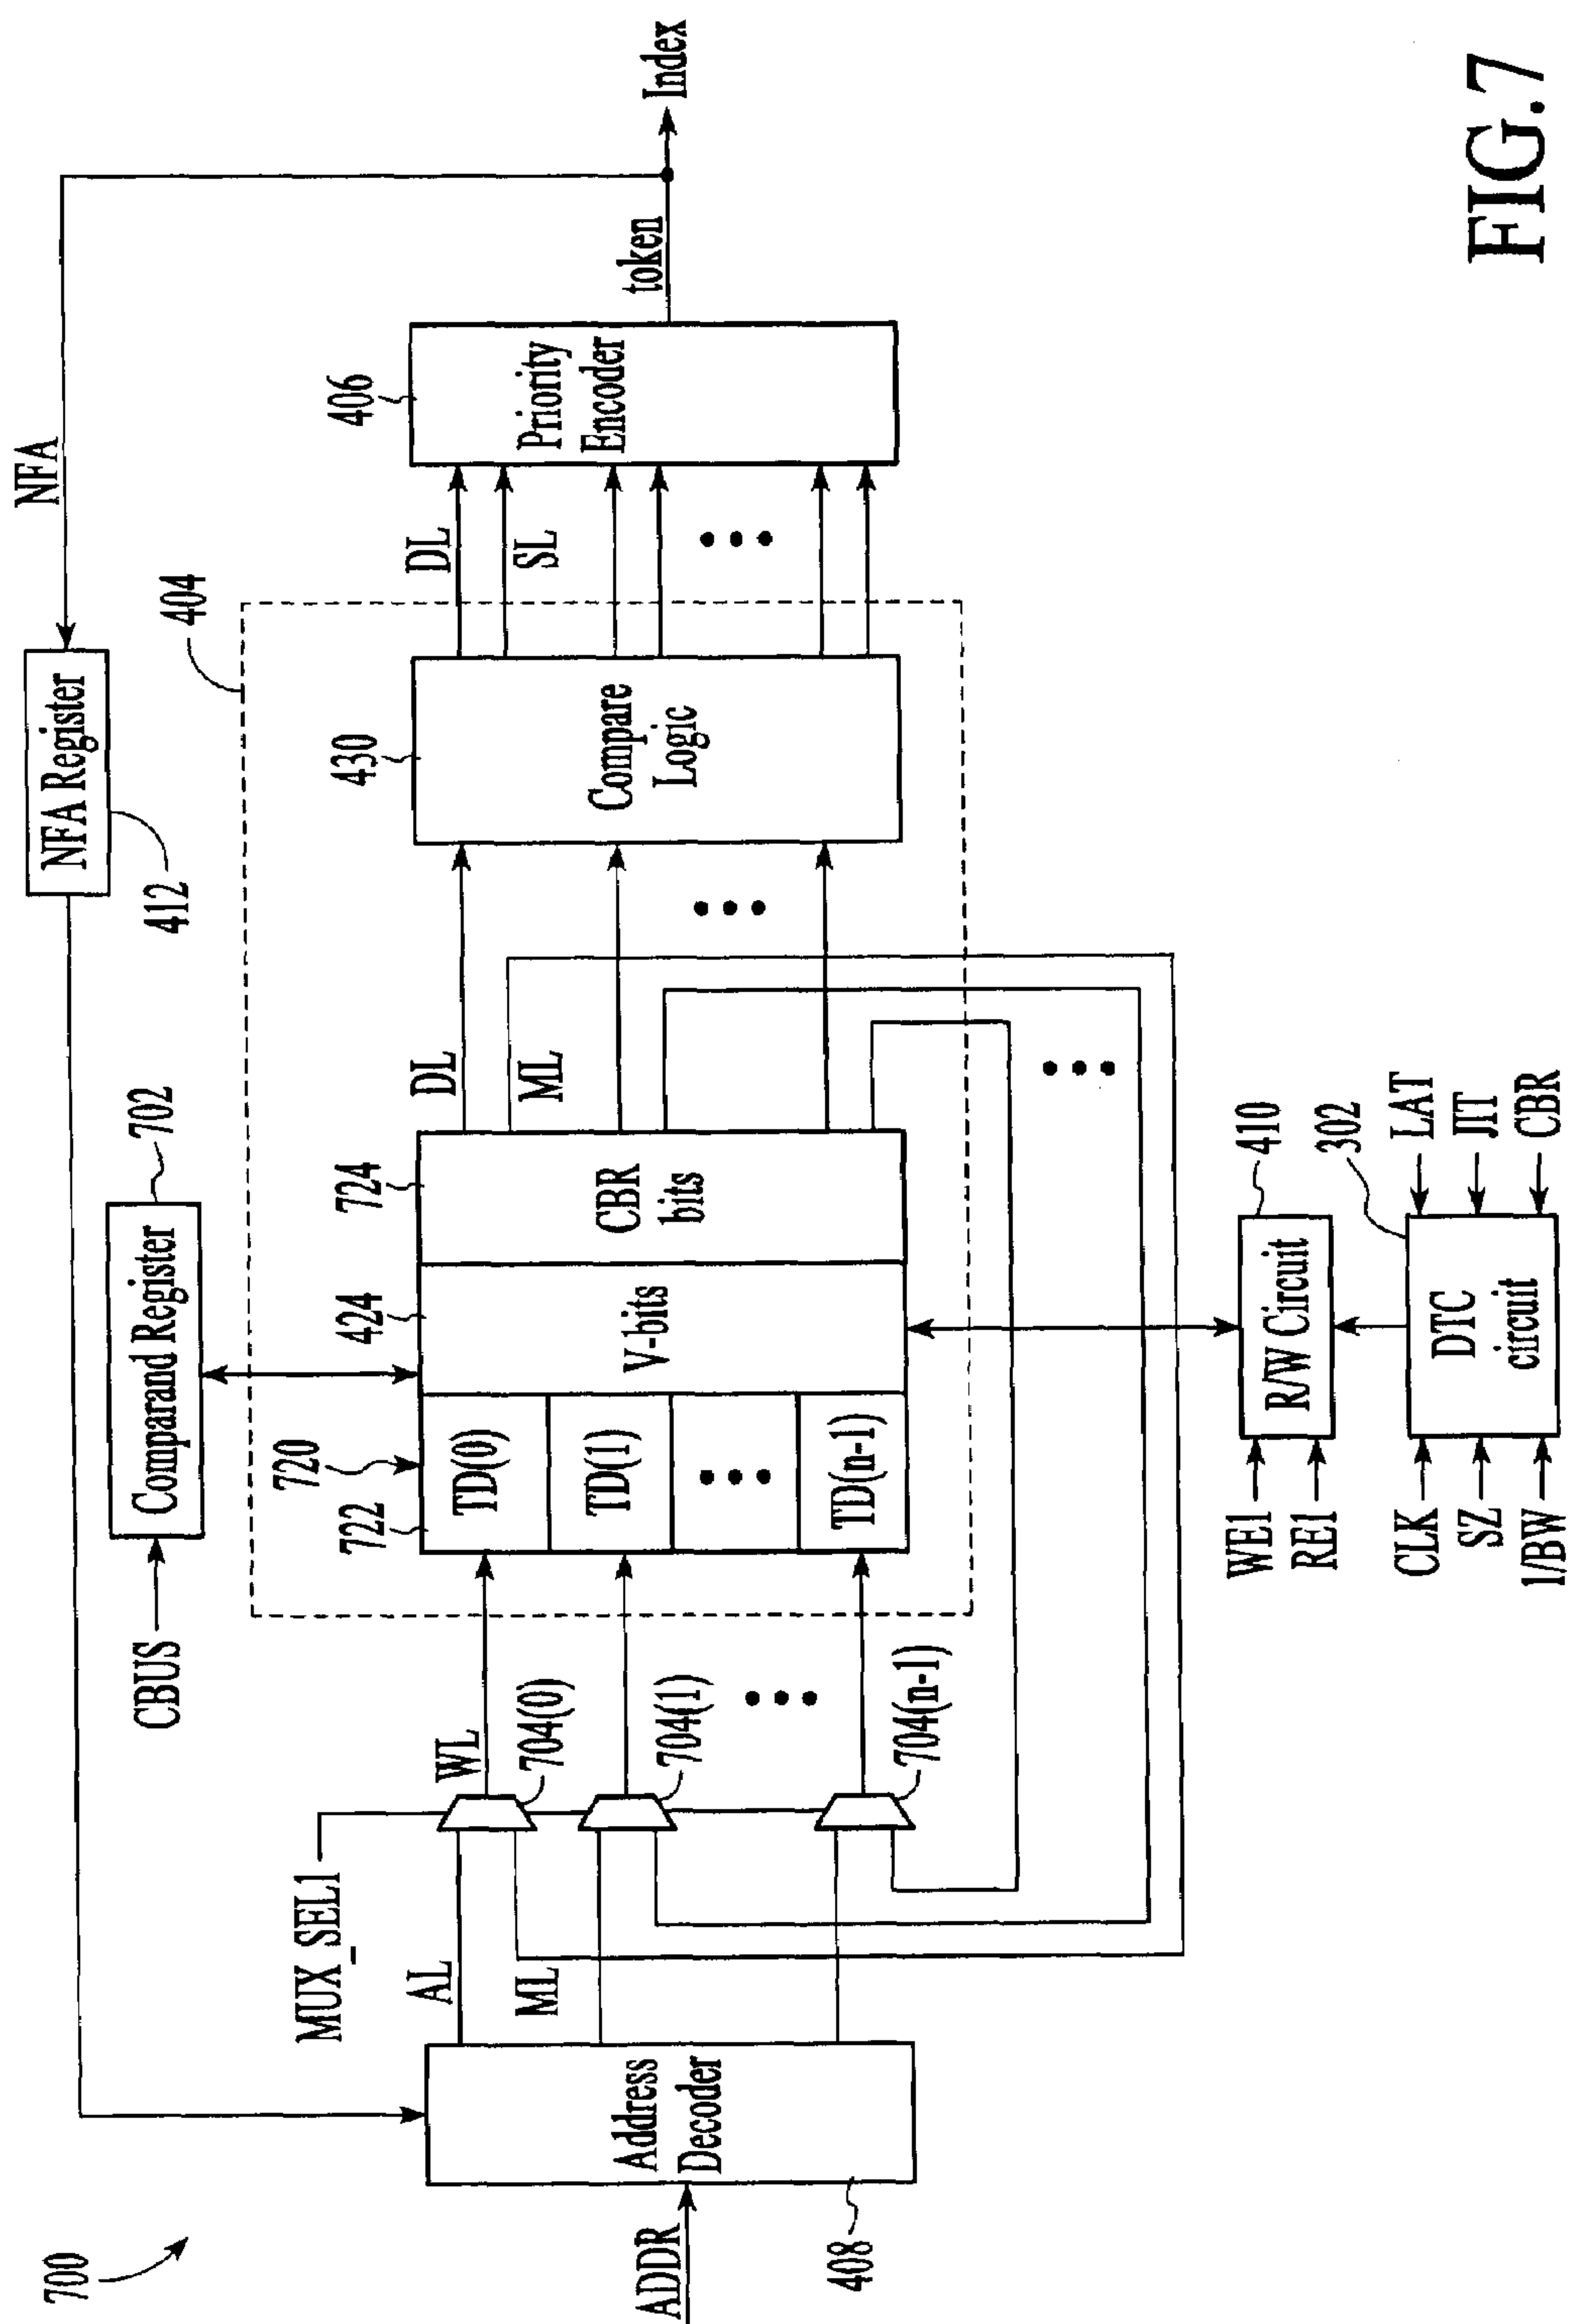 700
NFA
NFA Register
412
CBUS
Comparand Register
702
404
MUX_SEL1
ADDR
Address
Decoder
408
AL
ML
WL
704(0)
704(1)
704(n-1)
720
722
TD(0)
TD(1)
TD(n-1)
424
V-bits
724
CBR
bits
DL
ML
430
Compare
Logic
DL
SL
406
Priority
Encoder
token
Index
WE1
RE1
R/W Circuit
410
CLK
SZ
1/BW
DTC
circuit
302
LAT
JIT
CBR
FIG.7